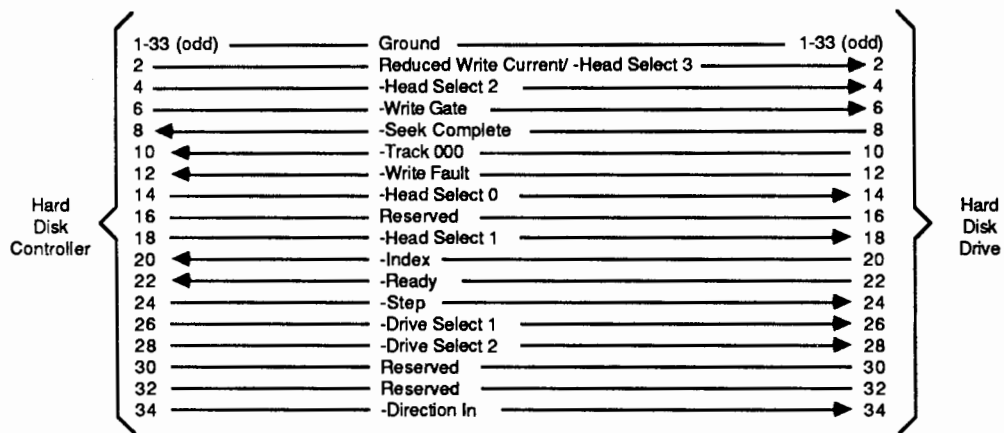 1-33 (odd) Ground 1-33 (odd)
2 Reduced Write Current/ -Head Select 3 2
4 -Head Select 2 4
6 -Write Gate 6
8 -Seek Complete 8
10 -Track 000 10
12 -Write Fault 12
14 -Head Select 0 14
16 Reserved 16
18 -Head Select 1 18
20 -Index 20
22 -Ready 22
24 -Step 24
26 -Drive Select 1 26
28 -Drive Select 2 28
30 Reserved 30
32 Reserved 32
34 -Direction In 34
Hard
Disk
Controller
Hard
Disk
Drive